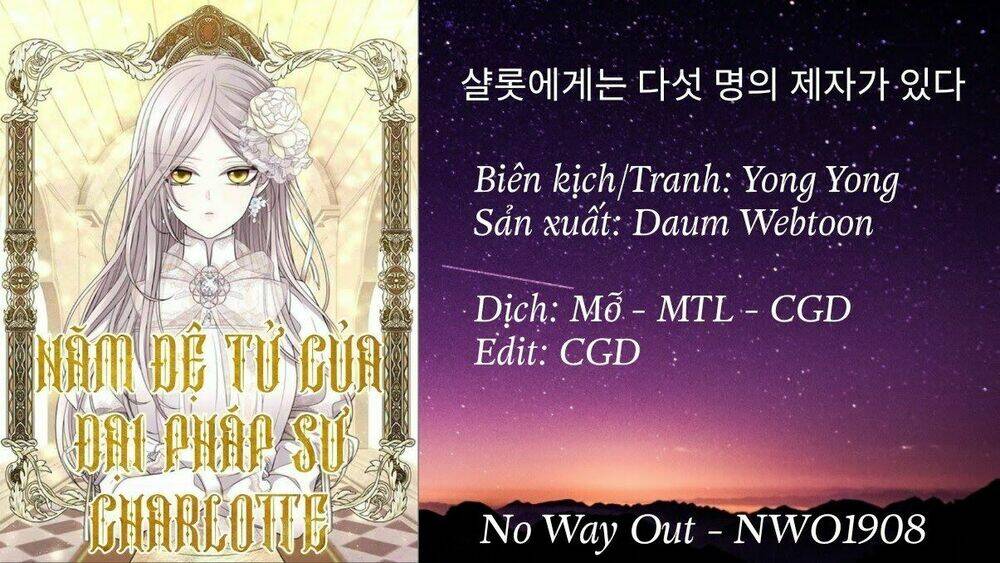 NĂM ĐỆ TỬ CỦA
ĐẠI PHÁP SƯ
CHARLOTTE
샬롯에게는 다섯 명의 제자가 있다
Biên kịch/Tranh: Yong Yong
Sản xuất: Daum Webtoon
Dịch: Mỡ - MTL - CGD
Edit: CGD
No Way Out - NWO1908